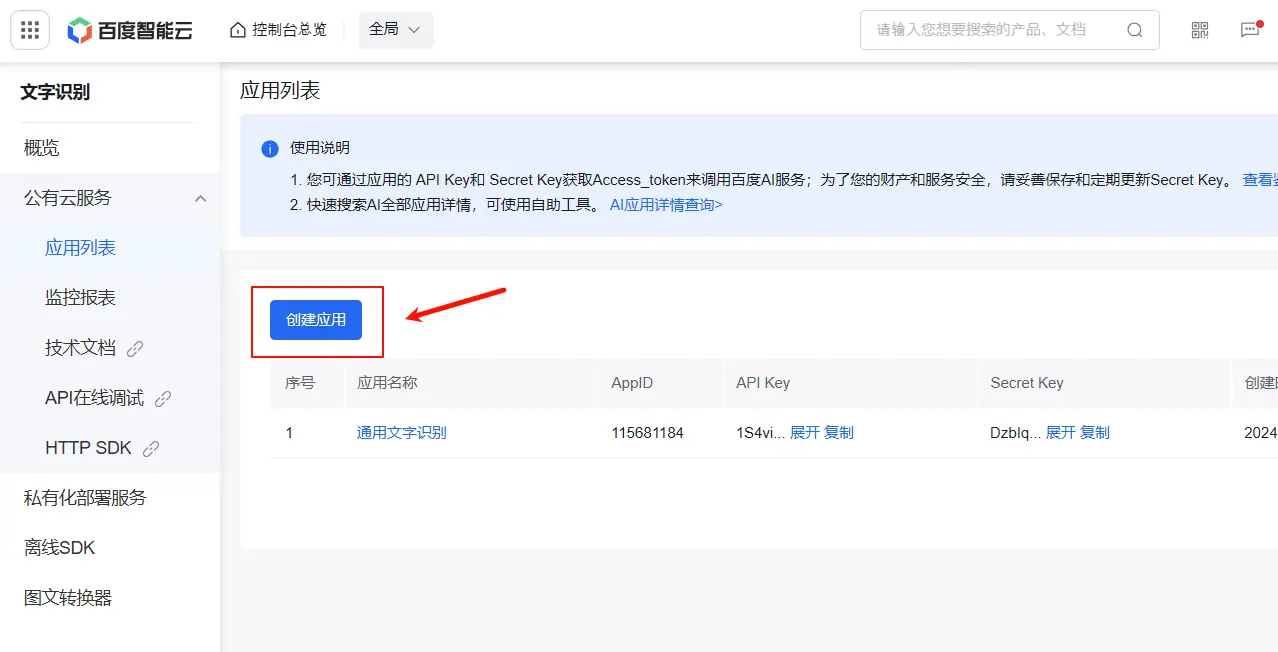 百度智能云 控制台总览 全局 请输入您想要搜索的产品、文档
文字识别
概览
公有云服务
应用列表
监控报表
技术文档
API在线调试
HTTP SDK
私有化部署服务
离线SDK
图文转换器
应用列表
使用说明
1. 您可通过应用的 API Key和 Secret Key获取Access_token来调用百度AI服务；为了您的财产和服务安全，请妥善保存和定期更新Secret Key。 查看
2. 快速搜索AI全部应用详情，可使用自助工具。 AI应用详情查询>
创建应用
序号 应用名称 AppID API Key Secret Key 创建
1 通用文字识别 115681184 1S4vi... 展开 复制 Dzblq... 展开 复制 2024